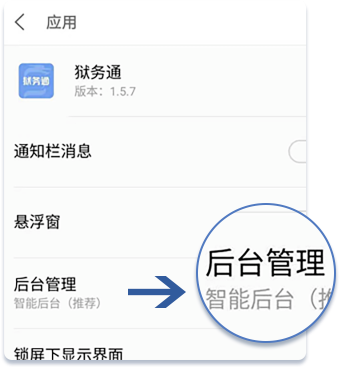 应用
狱务通
狱务通
版本：1.5.7
通知栏消息
悬浮窗
后台管理
智能后台（推荐）
后台管理
智能后台（推
锁屏下显示界面